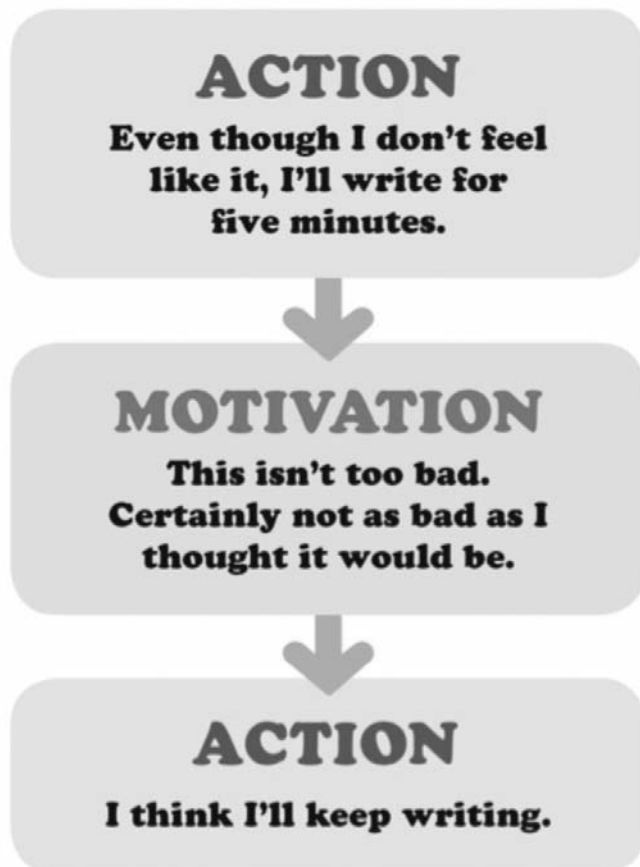 ACTION
Even though I don’t feel
like it, I’ll write for
five minutes.
MOTIVATION
This isn’t too bad.
Certainly not as bad as I
thought it would be.
ACTION
I think I’ll keep writing.